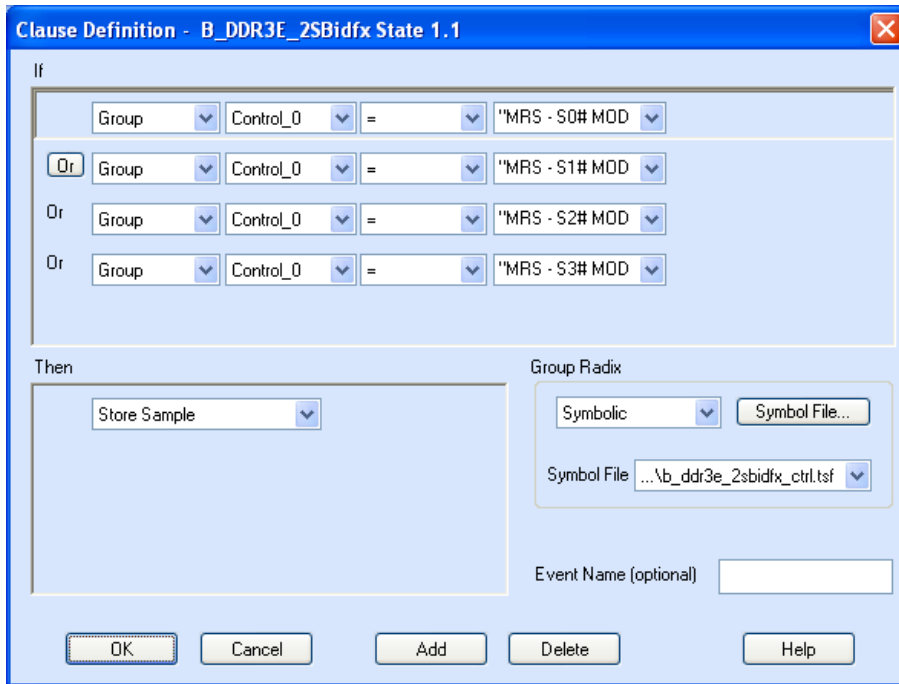 Clause Definition - B_DDR3E_2SBidfx State 1.1
If
Group Control_0 = "MRS - S0# MOD
Or Group Control_0 = "MRS - S1# MOD
Or Group Control_0 = "MRS - S2# MOD
Or Group Control_0 = "MRS - S3# MOD
Then
Store Sample
Group Radix
Symbolic Symbol File...
Symbol File ...\b_ddr3e_2sbidfx_ctrl.tsf
Event Name (optional)
OK Cancel Add Delete Help